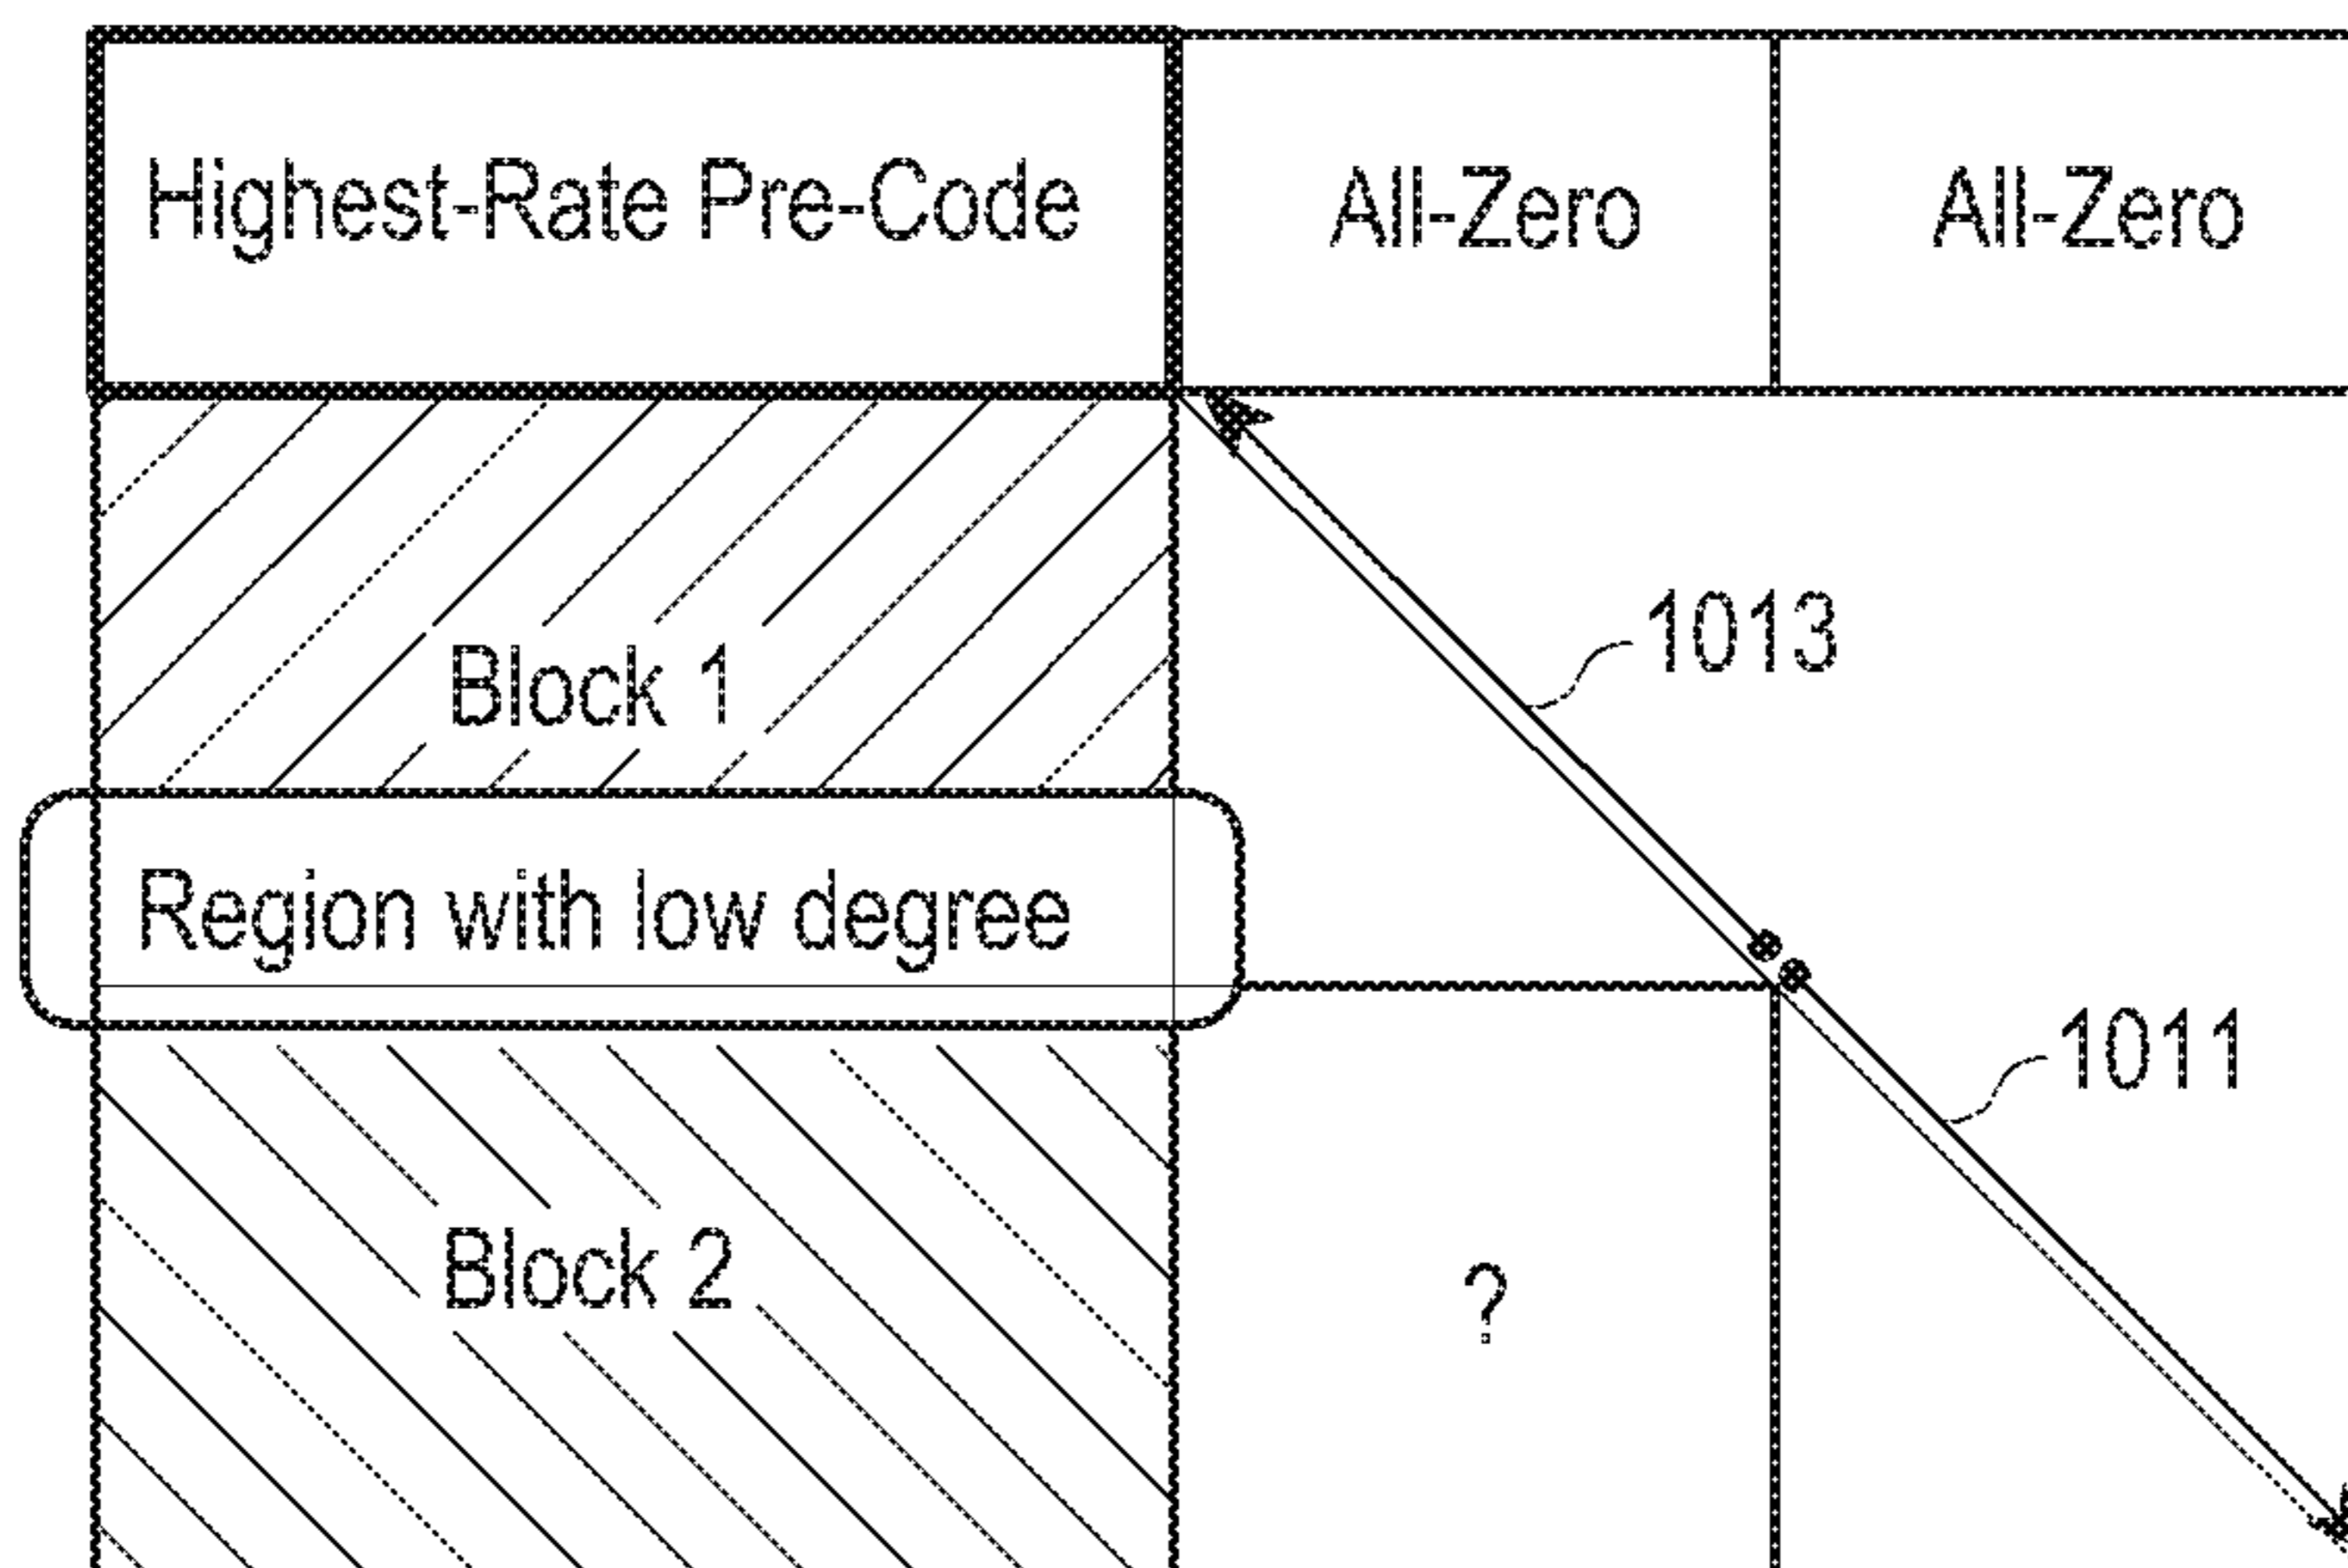 Highest-Rate Pre-Code
All-Zero
All-Zero
1013
Block 1
Region with low degree
1011
Block 2
?